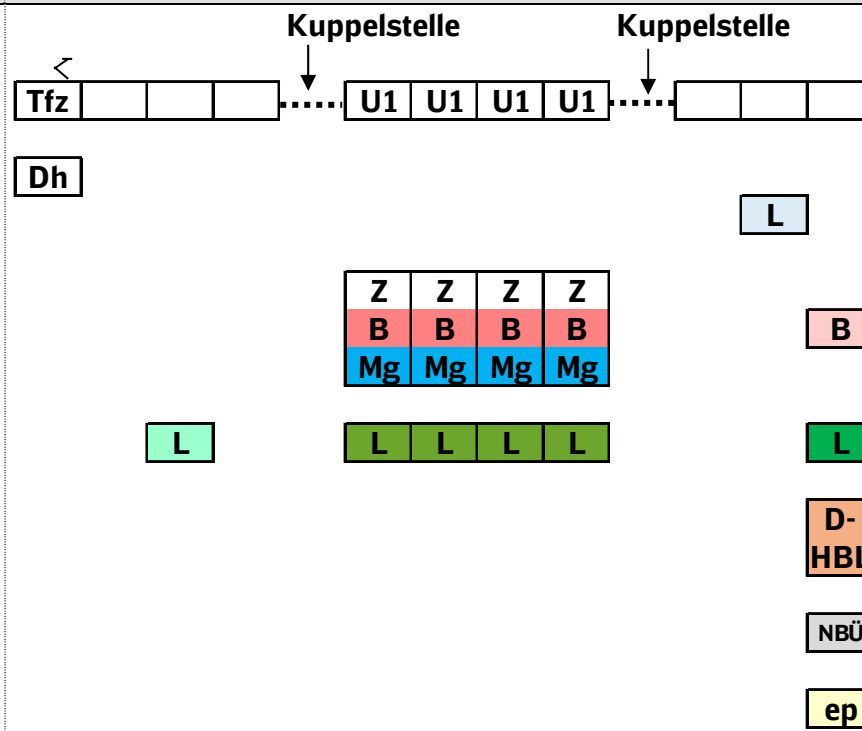 Kuppelstelle Kuppelstelle
Tfz U1 U1 U1 U1
Dh
L
Z Z Z Z
B B B B B
Mg Mg Mg Mg
L L L L L L
D-
HBL
NBÜ
ep